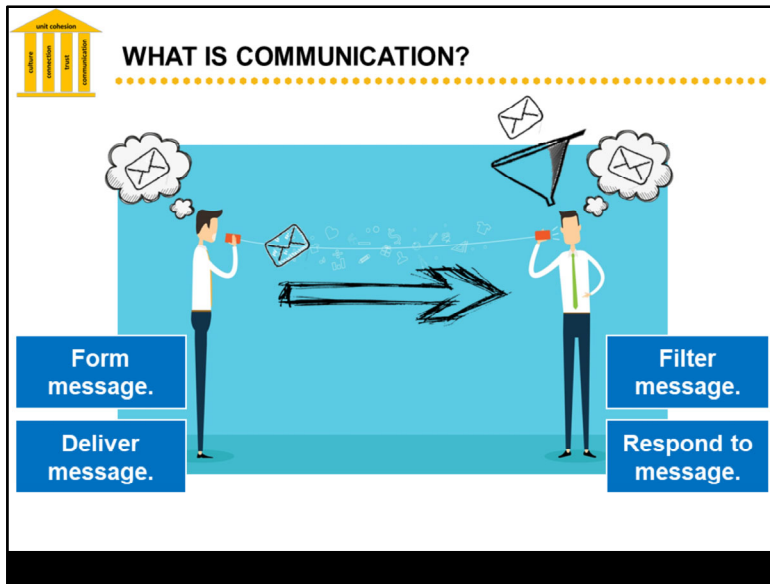 unit cohesion
culture
connection
trust
communication
WHAT IS COMMUNICATION?
Form
message.
Deliver
message.
Filter
message.
Respond to
message.